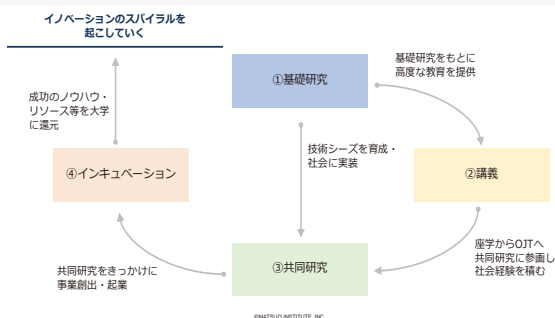 イノベーションのスパイラルを
起こしていく
①基礎研究
基礎研究をもとに
高度な教育を提供
成功のノウハウ・
リソース等を大学
に還元
技術シーズを育成・
社会に実装
④インキュベーション
②講義
座学からOJTへ
共同研究に参画し
社会経験を積む
③共同研究
共同研究をきっかけに
事業創出・起業
©MATSUO INSTITUTE, INC.